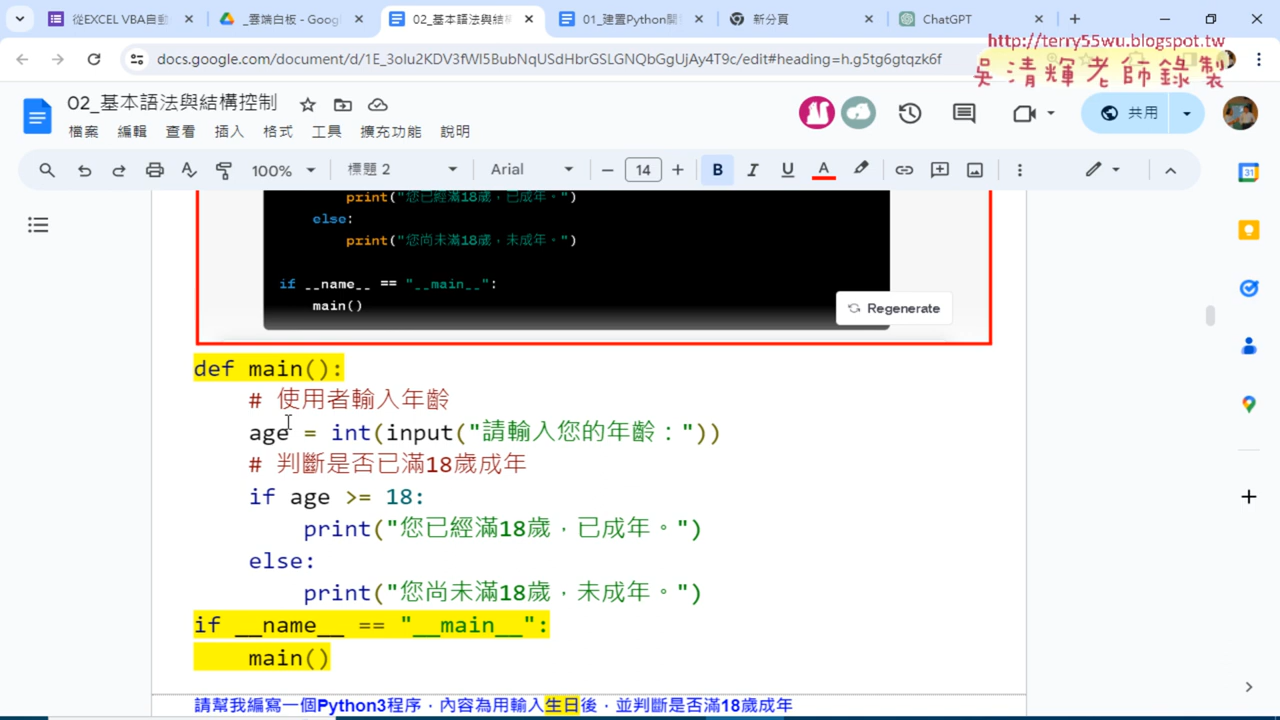 從EXCEL VBA自動
_雲端白板 - Goog
02_基本語法與結構
01_建置Python開
新分頁
ChatGPT
docs.google.com/document/d/1E_3oIu2KDV3fWI5BubNqUSdHbrGSLGNQbGgUjAy4T9c/edit#heading=h.g5tg6gtqzk6f
http://terry55wu.blogspot.tw
吳清輝老師錄製
02_基本語法與結構控制
檔案 編輯 查看 插入 格式 工具 擴充功能 說明
共用
100% 標題 2 Arial 14 B I U A
31
print("您已經滿18歲，已成年。")
else:
print("您尚未滿18歲，未成年。")
if __name__ == "__main__":
main()
Regenerate
def main():
# 使用者輸入年齡
age = int(input("請輸入您的年齡："))
# 判斷是否已滿18歲成年
if age >= 18:
print("您已經滿18歲，已成年。")
else:
print("您尚未滿18歲，未成年。")
if __name__ == "__main__":
main()
請幫我編寫一個Python3程序，內容為用輸入生日後，並判斷是否滿18歲成年